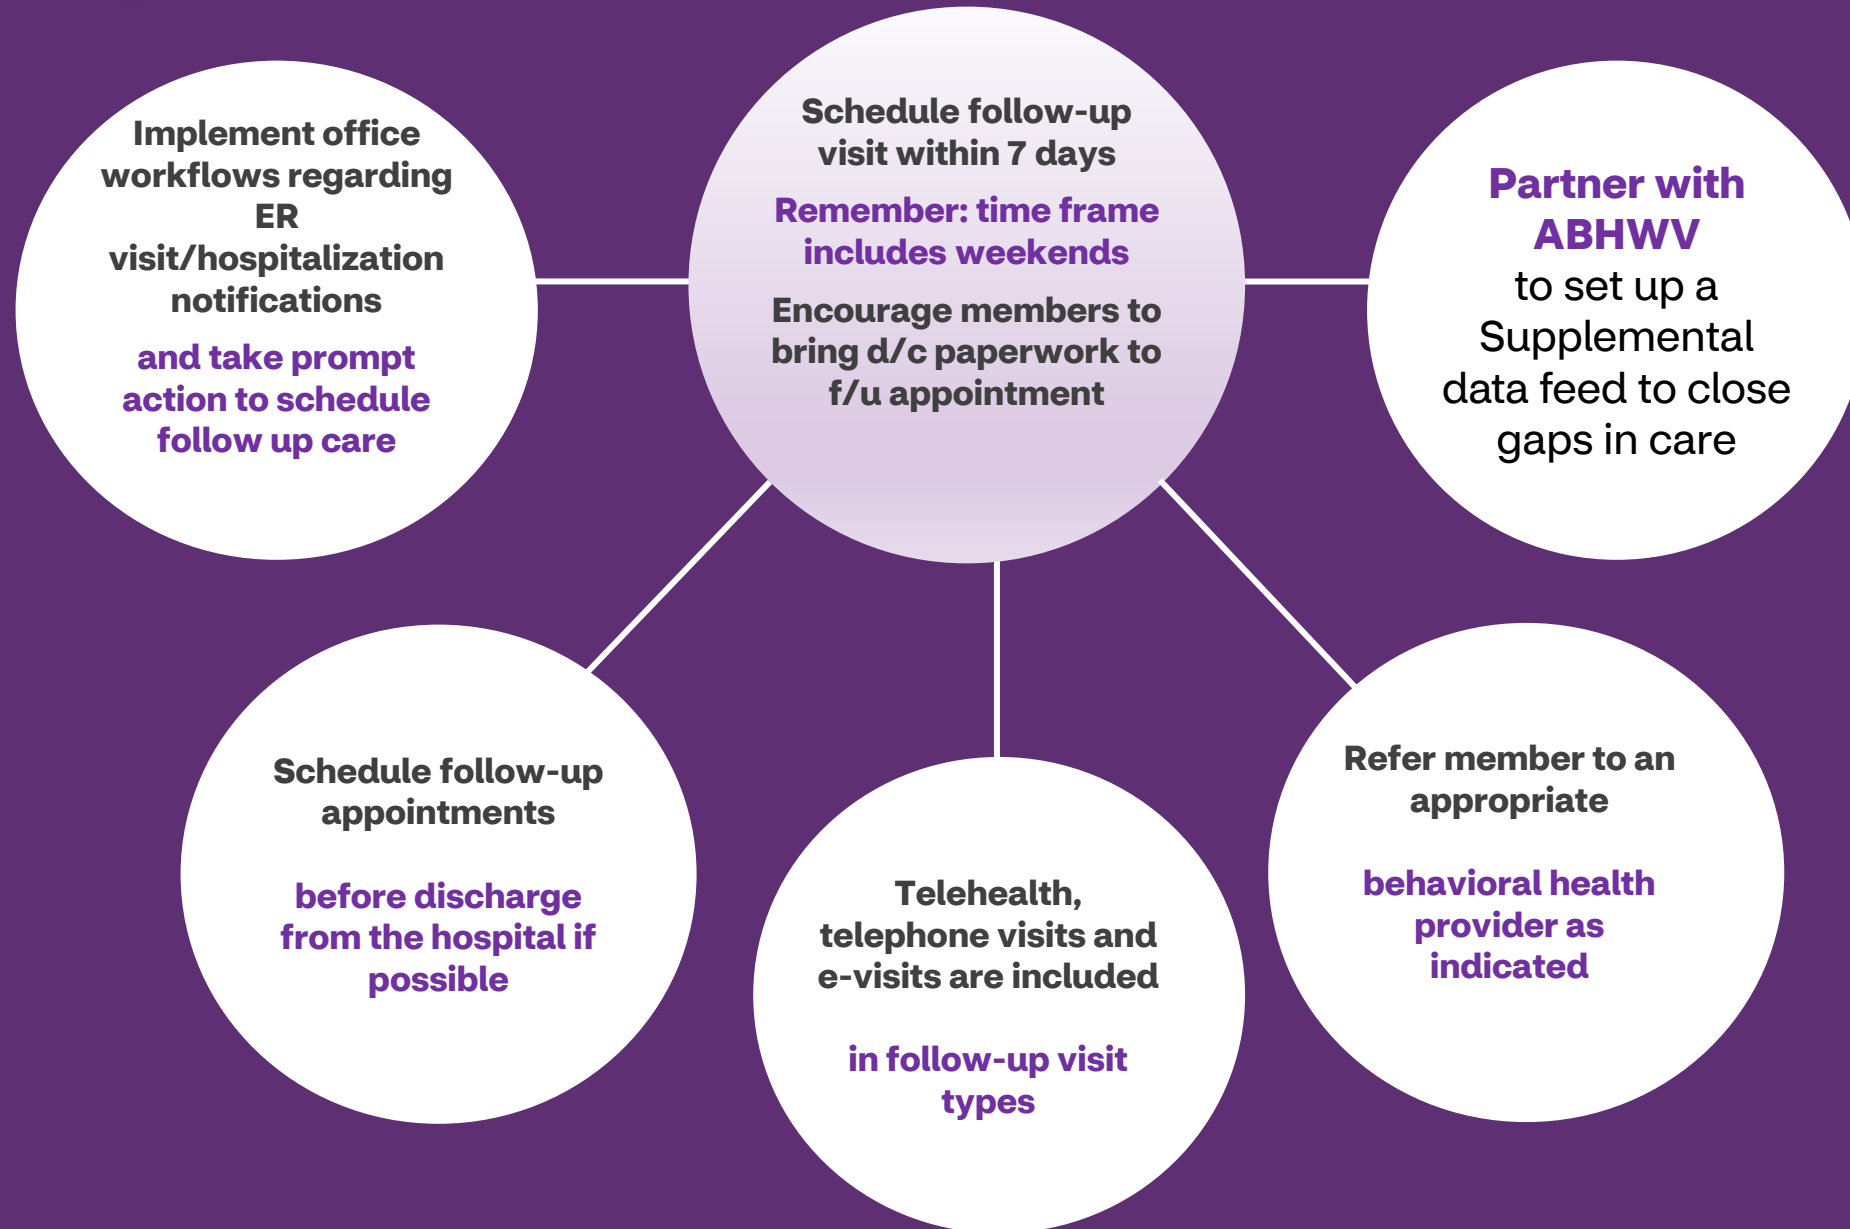 Implement office
workflows regarding
ER
visit/hospitalization
notifications
and take prompt
action to schedule
follow up care
Schedule follow-up
visit within 7 days
Remember: time frame
includes weekends
Encourage members to
bring d/c paperwork to
f/u appointment
Partner with
ABHWV
to set up a
Supplemental
data feed to close
gaps in care
Schedule follow-up
appointments
before discharge
from the hospital if
possible
Telehealth,
telephone visits and
e-visits are included
in follow-up visit
types
Refer member to an
appropriate
behavioral health
provider as
indicated